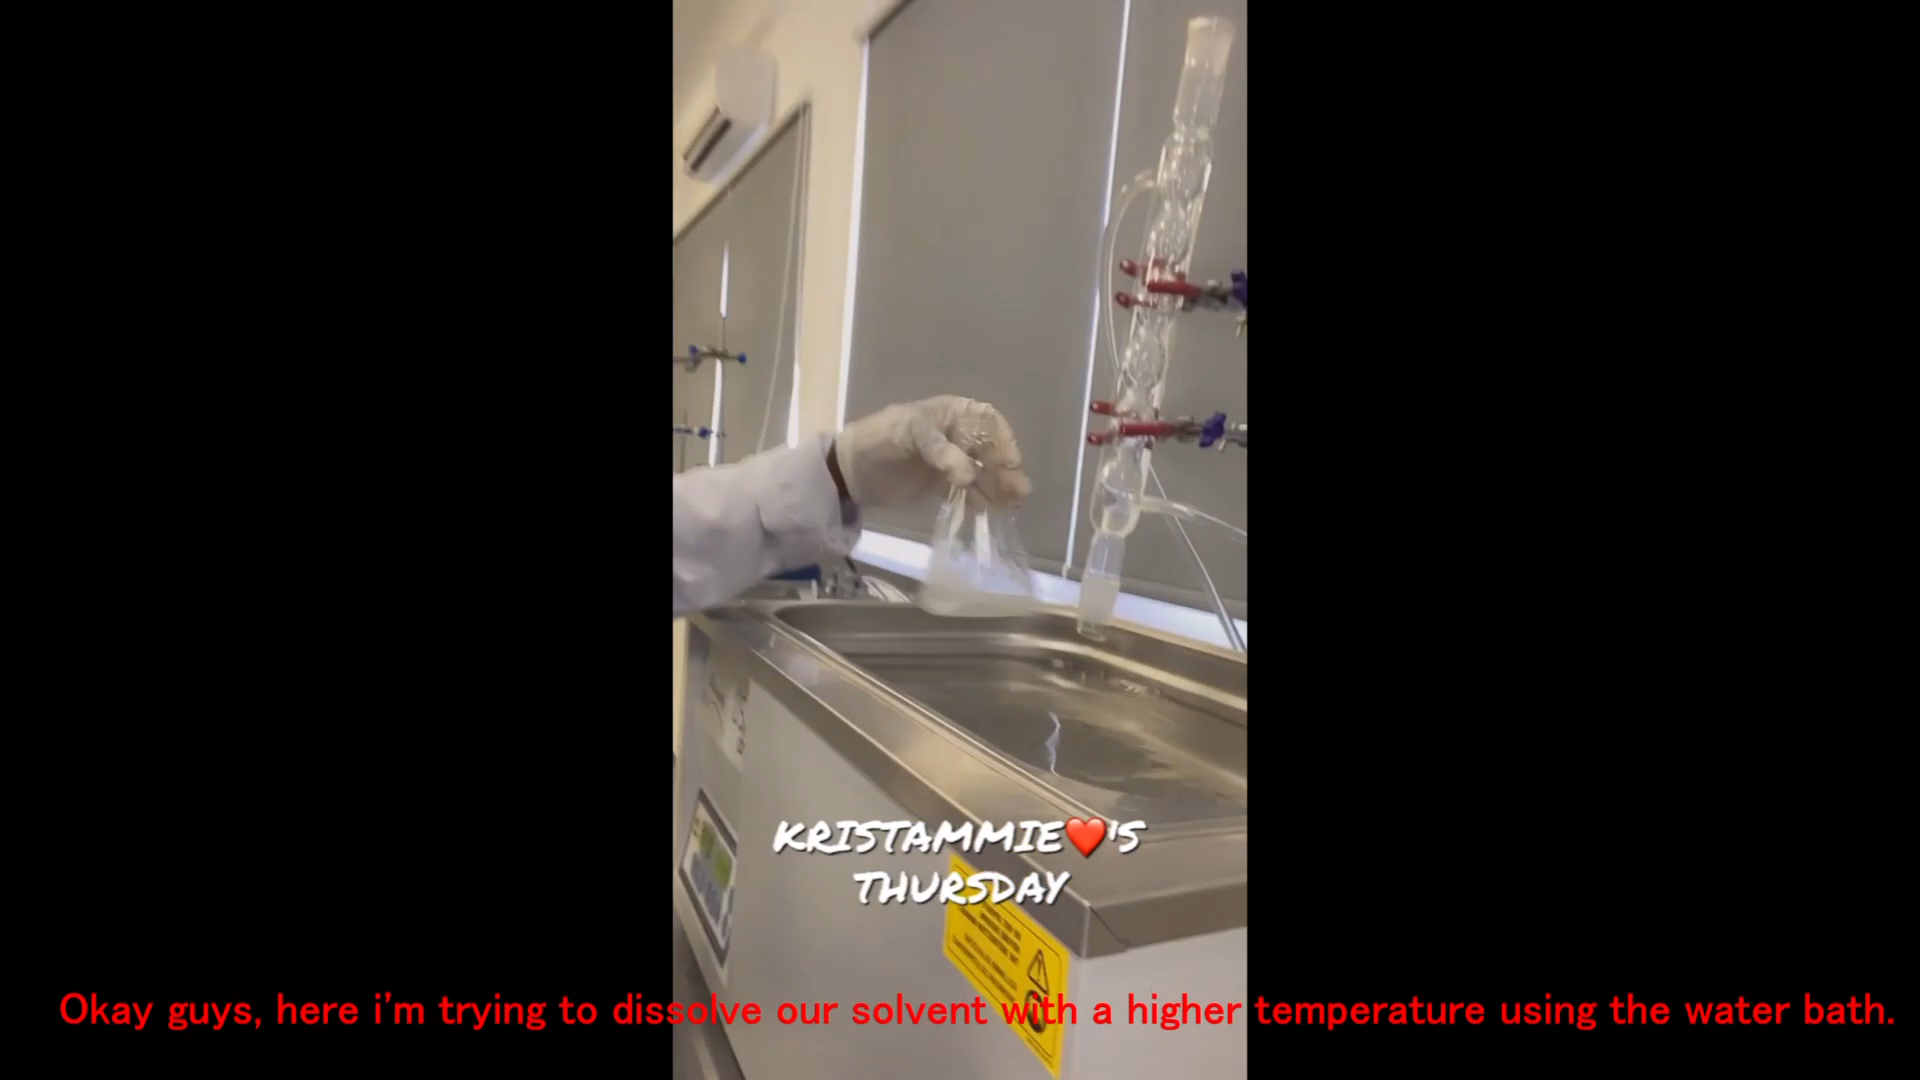 KRISTAMMIE❤️'S
THURSDAY
Okay guys, here i'm trying to dissolve our solvent with a higher temperature using the water bath.